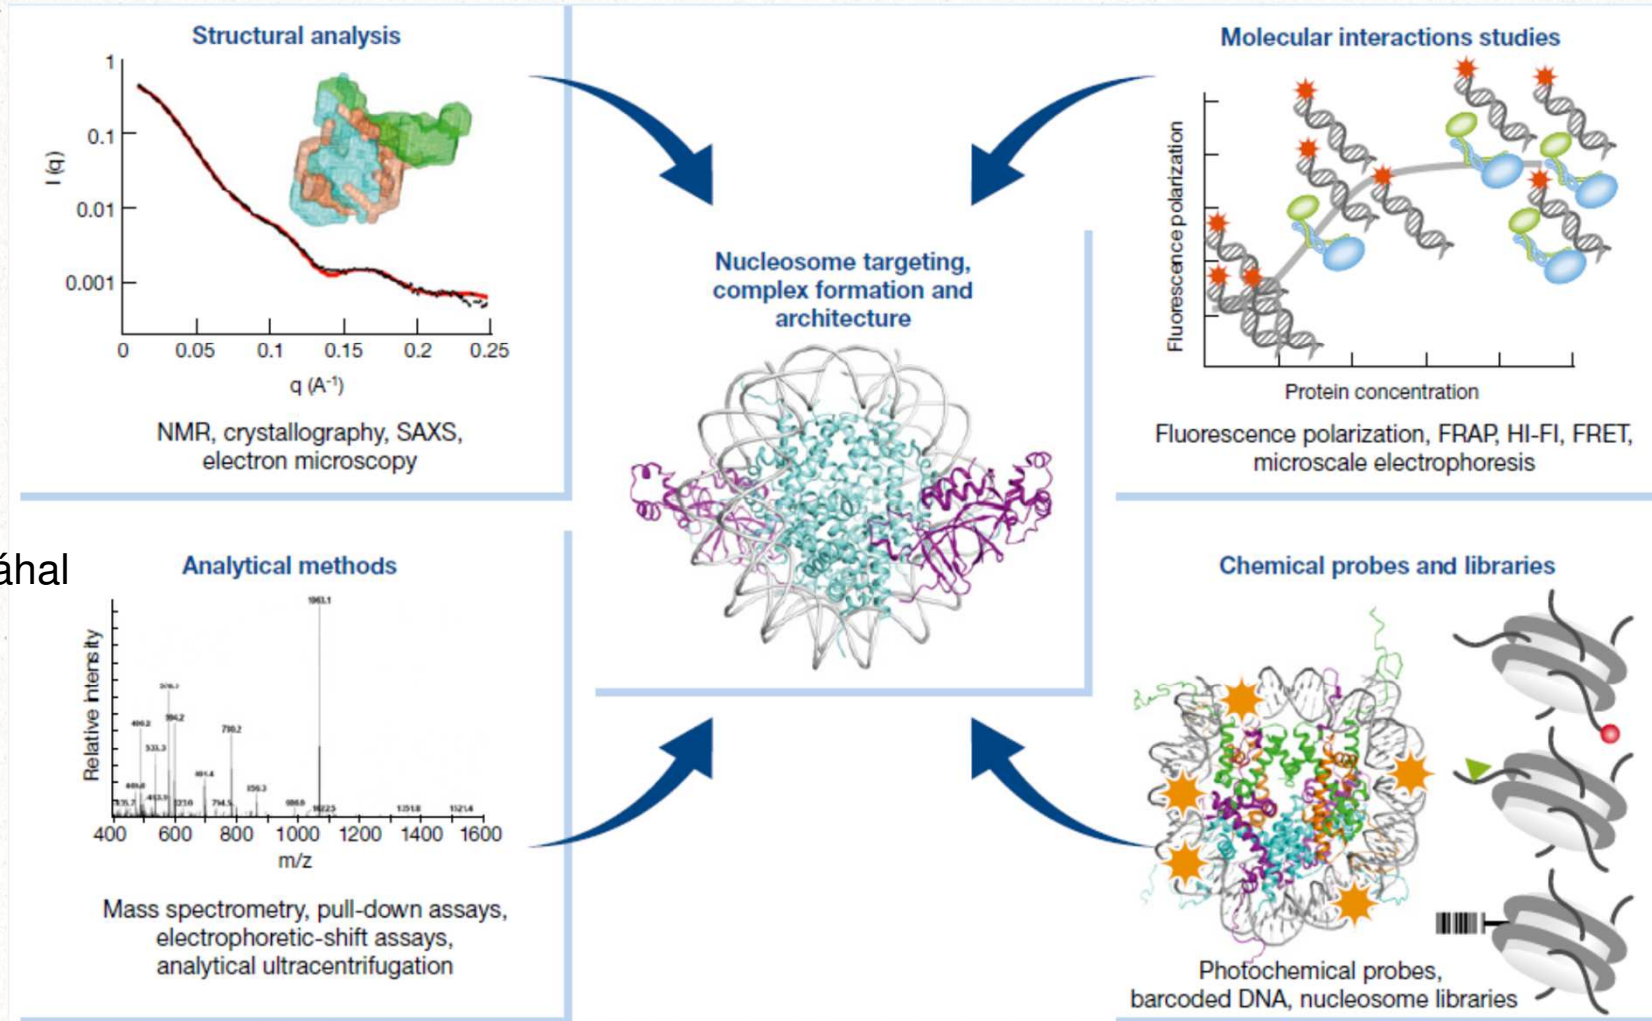 Structural analysis
1
0.1
0.01
0.001
I (q)
0 0.05 0.1 0.15 0.2 0.25
q (A⁻¹)
NMR, crystallography, SAXS,
electron microscopy
Molecular interactions studies
Fluorescence polarization
Protein concentration
Fluorescence polarization, FRAP, HI-FI, FRET,
microscale electrophoresis
Nucleosome targeting,
complex formation and
architecture
áhal
Analytical methods
Relative intensity
400 600 800 1000 1200 1400 1600
m/z
Mass spectrometry, pull-down assays,
electrophoretic-shift assays,
analytical ultracentrifugation
Chemical probes and libraries
Photochemical probes,
barcoded DNA, nucleosome libraries